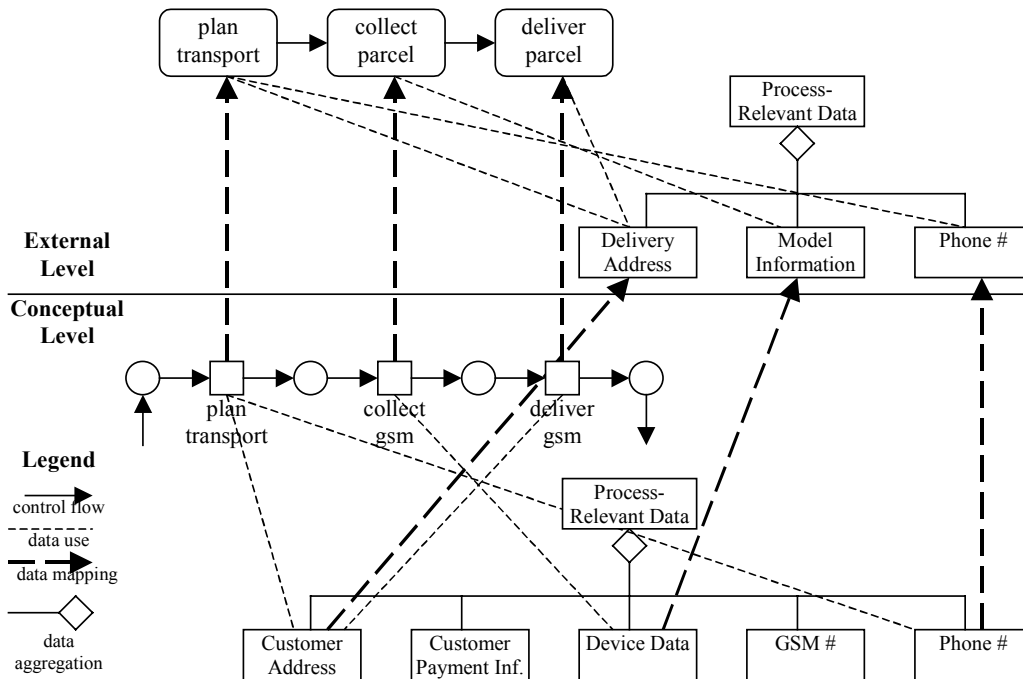 plan
transport
collect
parcel
deliver
parcel
Process-
Relevant Data
External
Level
Delivery
Address
Model
Information
Phone #
Conceptual
Level
plan
transport
collect
gsm
deliver
gsm
Legend
control flow
data use
data mapping
data
aggregation
Process-
Relevant Data
Customer
Address
Customer
Payment Inf.
Device Data
GSM #
Phone #